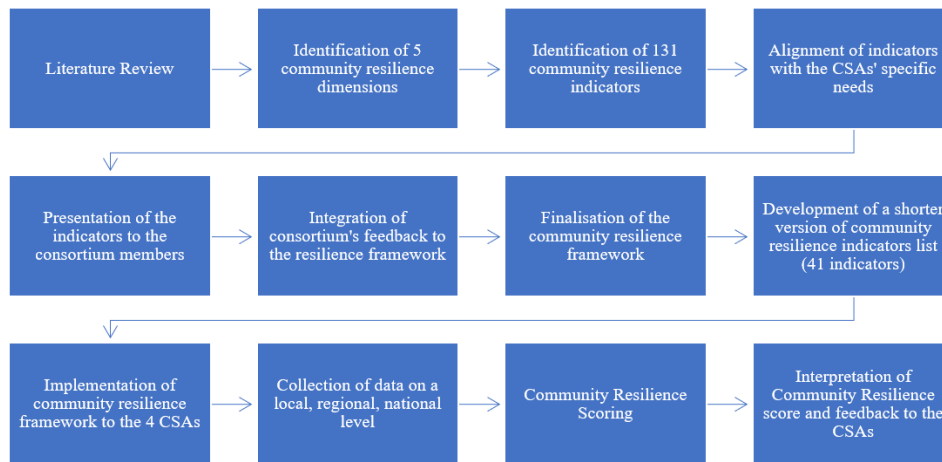 Literature Review
Identification of 5
community resilience
dimensions
Identification of 131
community resilience
indicators
Alignment of indicators
with the CSAs' specific
needs
Presentation of the
indicators to the
consortium members
Integration of
consortium's feedback to
the resilience framework
Finalisation of the
community resilience
framework
Development of a shorter
version of community
resilience indicators list
(41 indicators)
Implementation of
community resilience
framework to the 4 CSAs
Collection of data on a
local, regional, national
level
Community Resilience
Scoring
Interpretation of
Community Resilience
score and feedback to the
CSAs